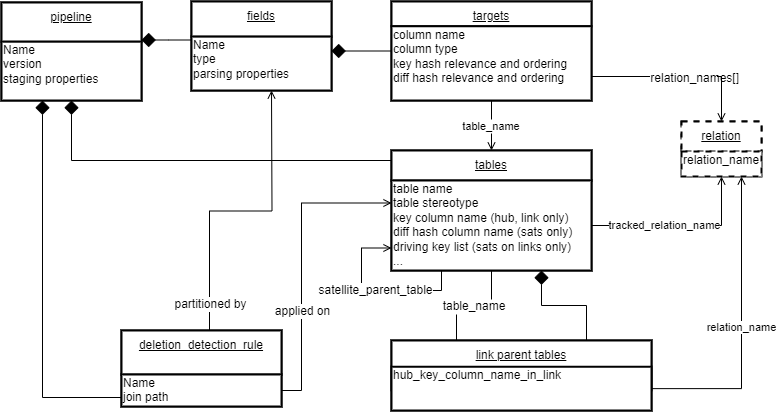 pipeline
Name
version
staging properties
fields
Name
type
parsing properties
targets
column name
column type
key hash relevance and ordering
diff hash relevance and ordering
relation_names[]
table_name
relation
relation_name
tables
table name
table stereotype
key column name (hub, link only)
diff hash column name (sats only)
driving key list (sats on links only)
...
tracked_relation_name
satellite_parent_table
partitioned by
applied on
table_name
relation_name
deletion_detection_rule
Name
join path
link parent tables
hub_key_column_name_in_link